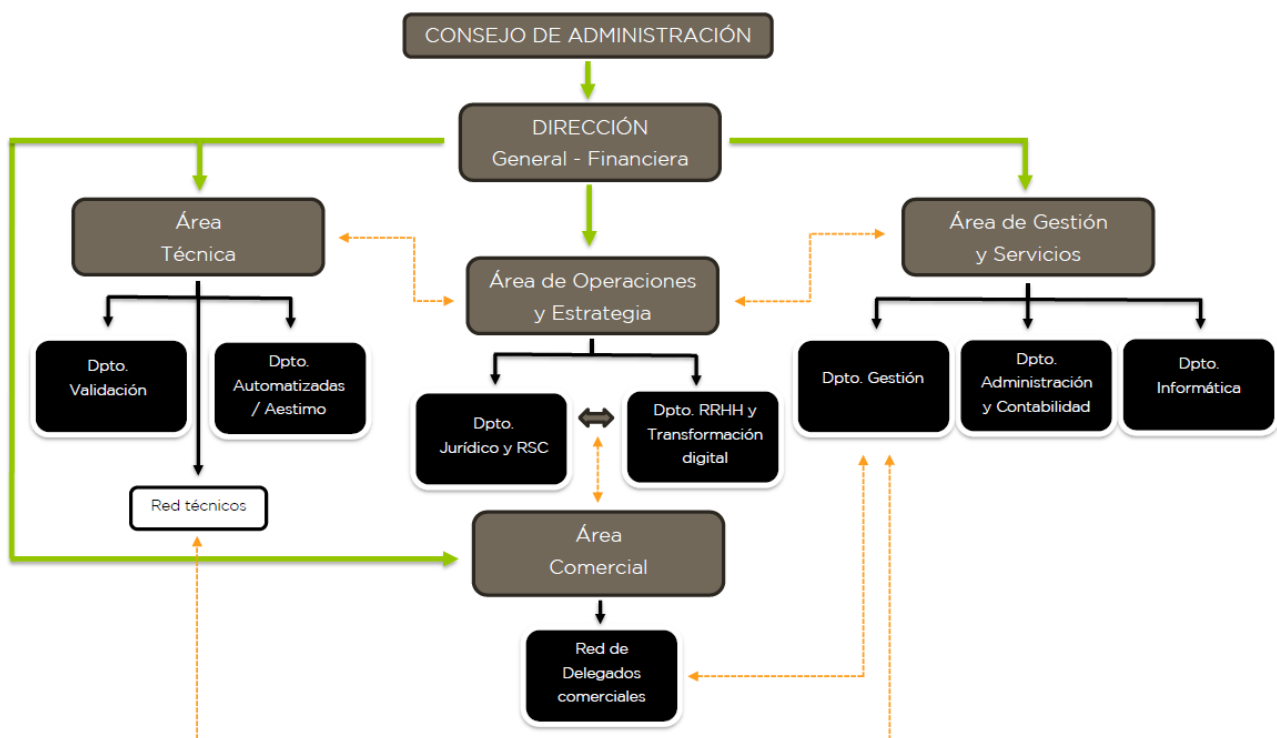 CONSEJO DE ADMINISTRACIÓN
DIRECCIÓN
General - Financiera
Área
Técnica
Área de Gestión
y Servicios
Área de Operaciones
y Estrategia
Dpto.
Validación
Dpto.
Automatizadas
/ Aestimo
Dpto. Gestión
Dpto.
Administración
y Contabilidad
Dpto.
Informática
Dpto.
Jurídico y RSC
Dpto. RRHH y
Transformación
digital
Red técnicos
Área
Comercial
Red de
Delegados
comerciales